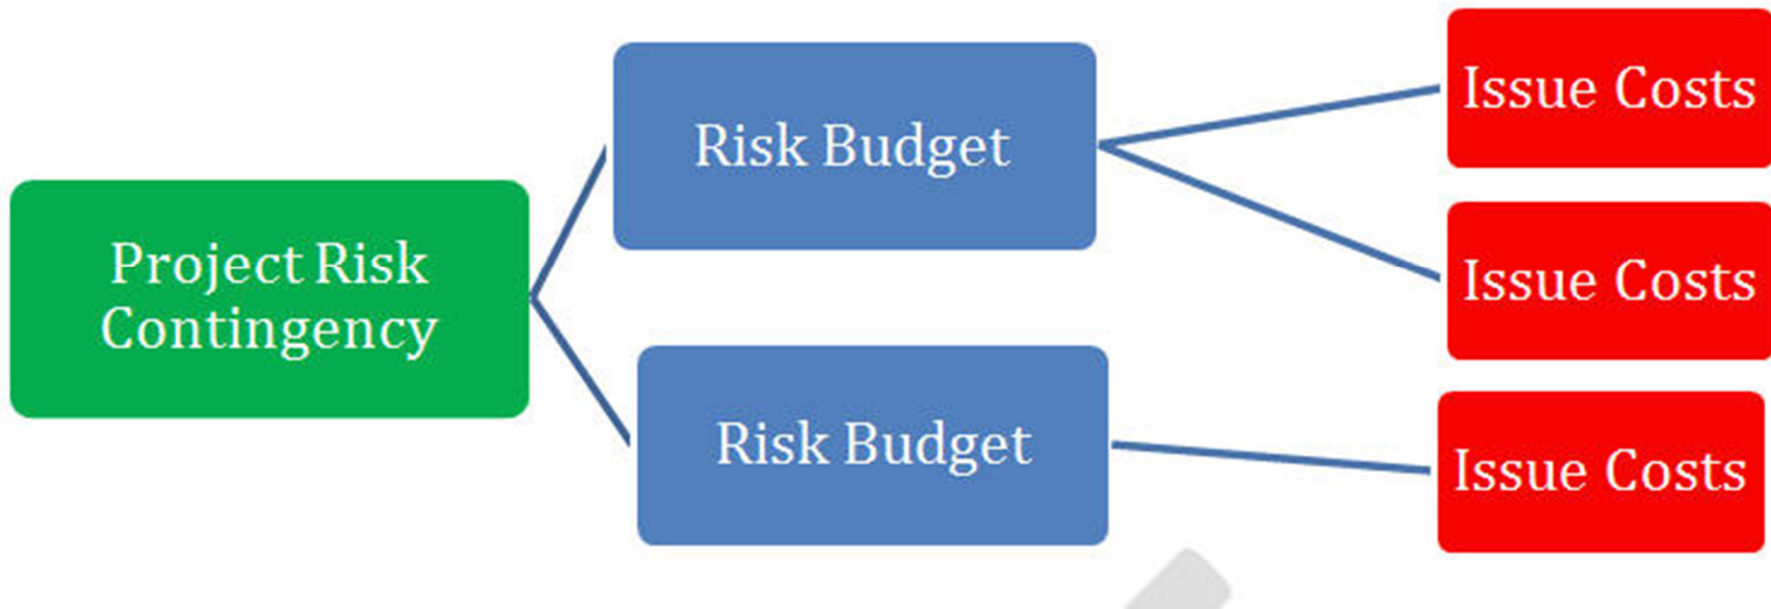 Project Risk
Contingency
Risk Budget
Risk Budget
Issue Costs
Issue Costs
Issue Costs